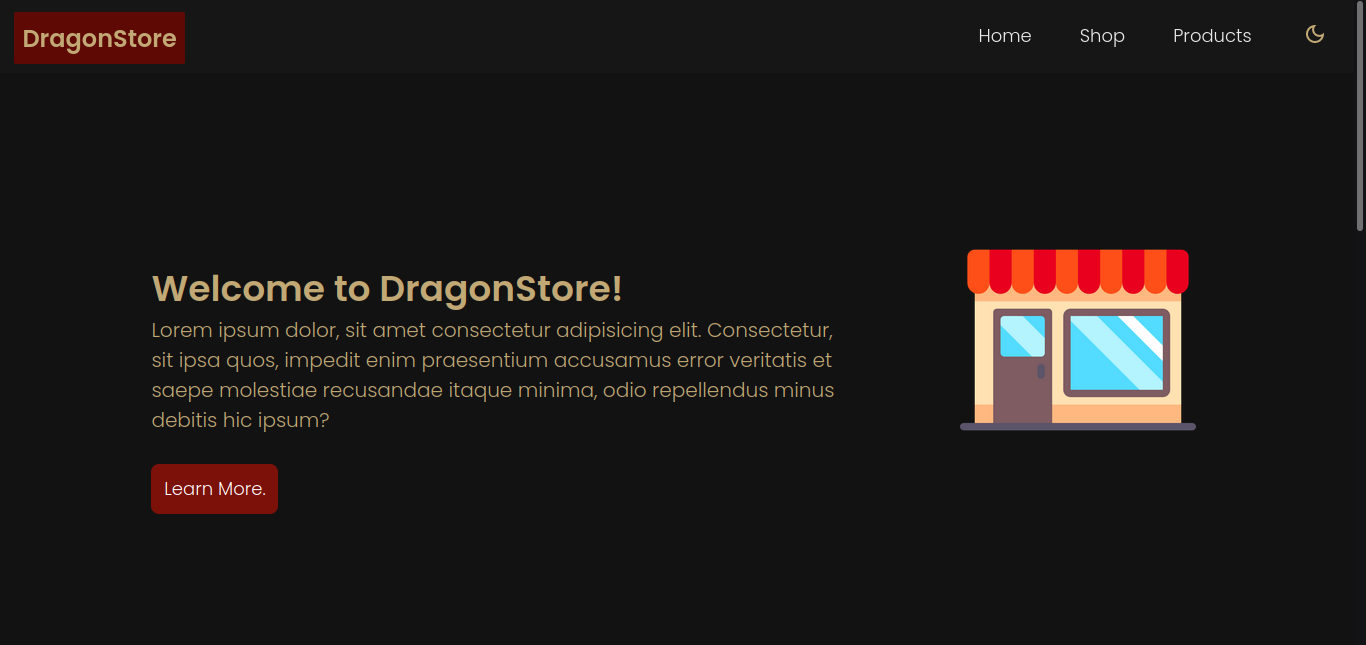 DragonStore
Home
Shop
Products
Welcome to DragonStore!
Lorem ipsum dolor, sit amet consectetur adipisicing elit. Consectetur,
sit ipsa quos, impedit enim praesentium accusamus error veritatis et
saepe molestiae recusandae itaque minima, odio repellendus minus
debitis hic ipsum?
Learn More.